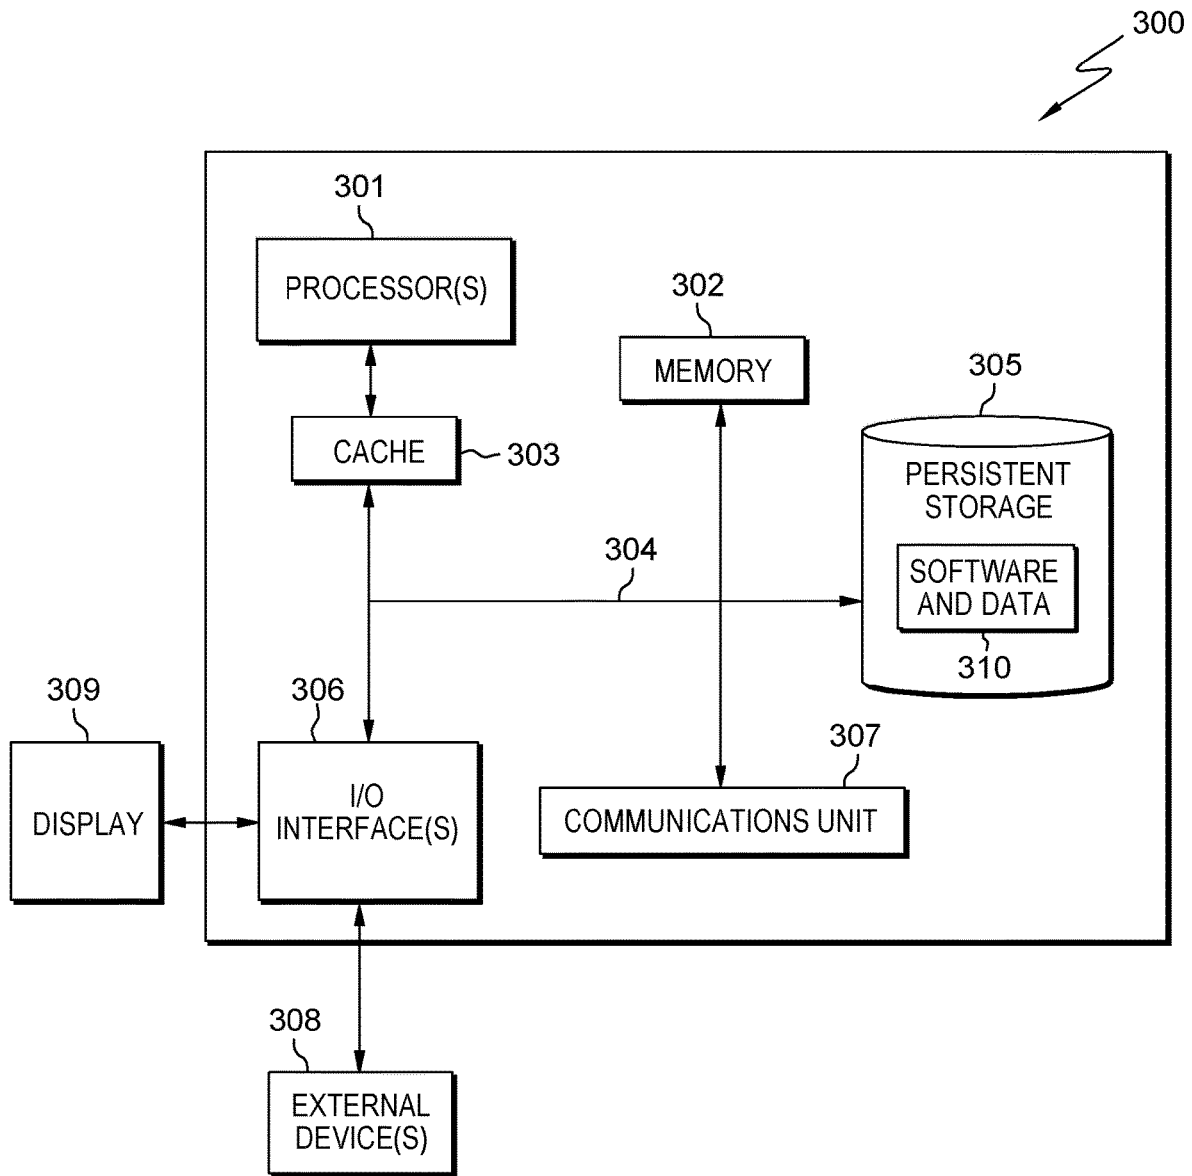 300
301
PROCESSOR(S)
302
MEMORY
305
CACHE
303
PERSISTENT
STORAGE
304
SOFTWARE
AND DATA
310
309
306
307
DISPLAY
I/O
INTERFACE(S)
COMMUNICATIONS UNIT
308
EXTERNAL
DEVICE(S)